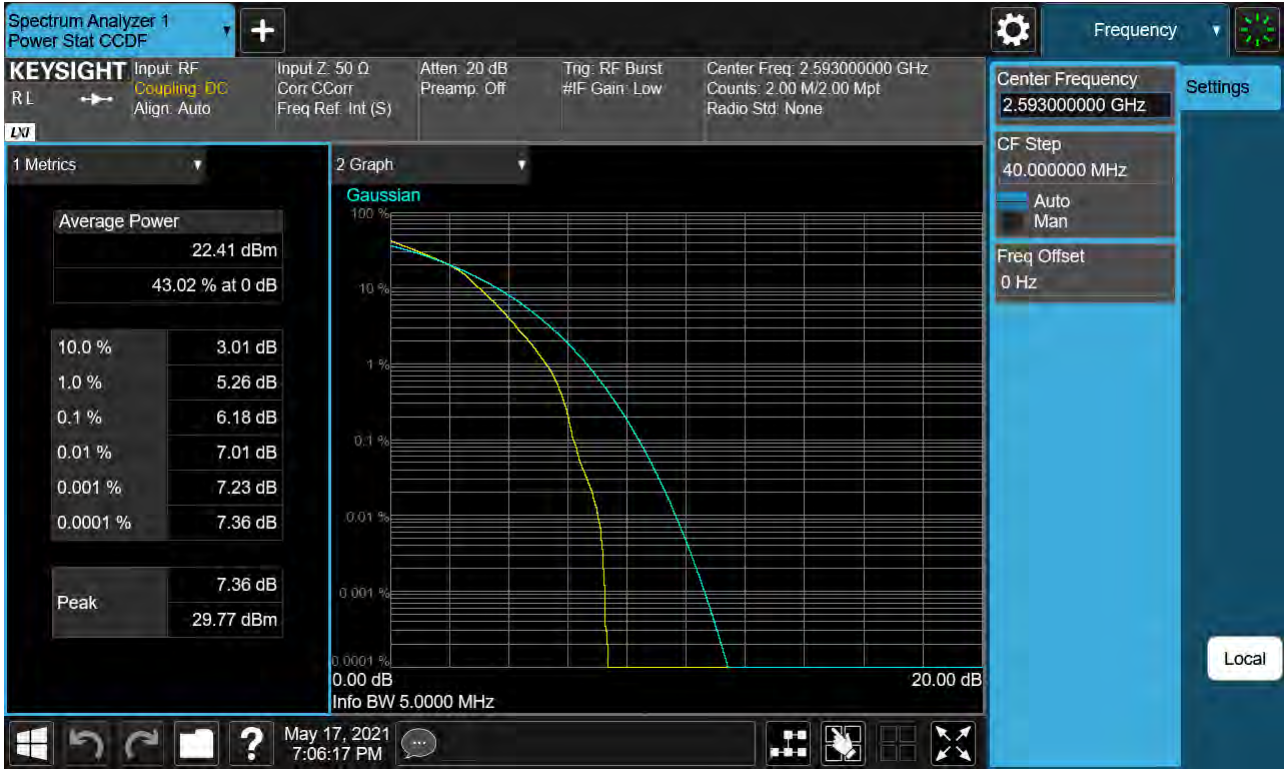 Spectrum Analyzer 1
Power Stat CCDF
+
Frequency
KEYSIGHT
R L
LXI
Input: RF
Coupling: DC
Align: Auto
Input Z: 50 Ω
Corr CCorr
Freq Ref: Int (S)
Atten: 20 dB
Preamp: Off
Trig: RF Burst
#IF Gain: Low
Center Freq: 2.593000000 GHz
Counts: 2.00 M/2.00 Mpt
Radio Std: None
Center Frequency
2.593000000 GHz
Settings
CF Step
40.000000 MHz
Auto
Man
Freq Offset
0 Hz
1 Metrics
Average Power
22.41 dBm
43.02 % at 0 dB
10.0 % 3.01 dB
1.0 % 5.26 dB
0.1 % 6.18 dB
0.01 % 7.01 dB
0.001 % 7.23 dB
0.0001 % 7.36 dB
Peak
7.36 dB
29.77 dBm
2 Graph
Gaussian
100 %
10 %
1 %
0.1 %
0.01 %
0.001 %
0.0001 %
0.00 dB 20.00 dB
Info BW 5.0000 MHz
Local
?
May 17, 2021
7:06:17 PM